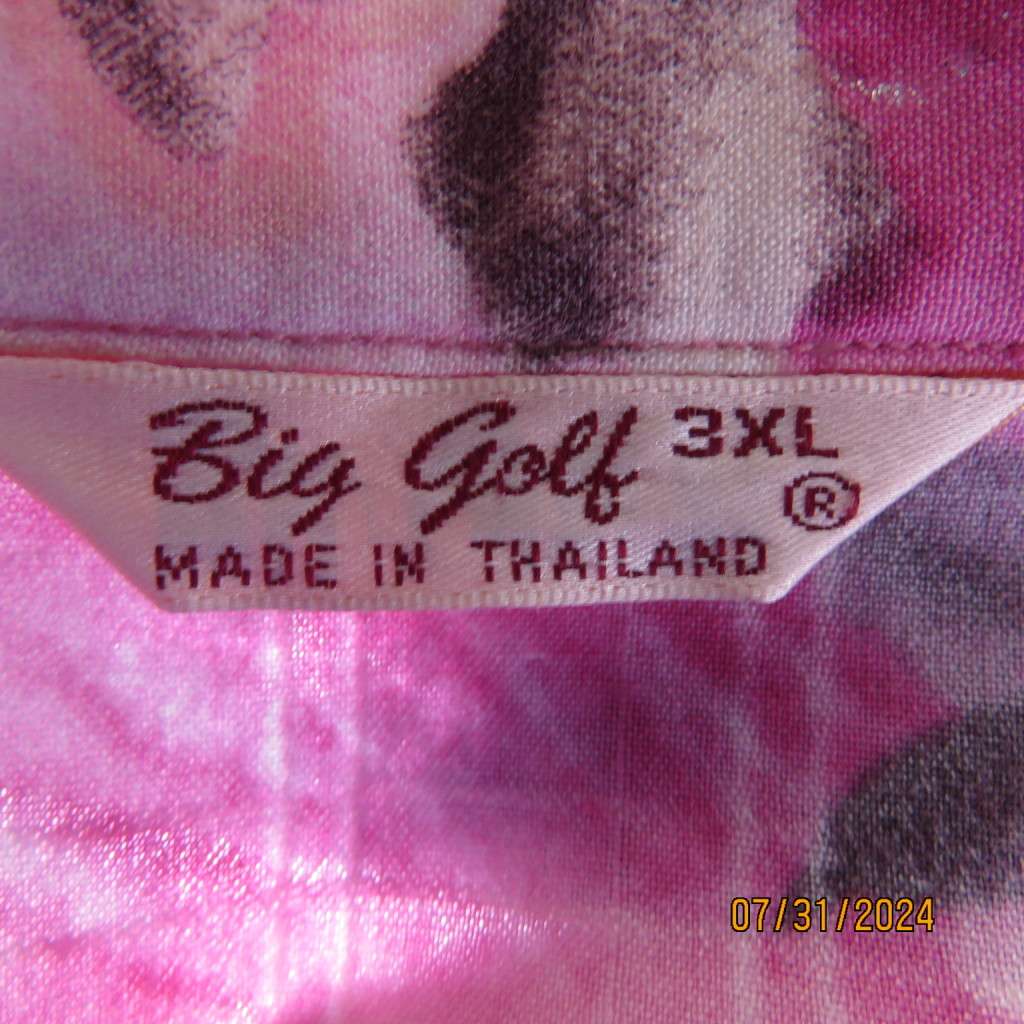 Big Golf 3XL
®
MADE IN THAILAND
07/31/2024